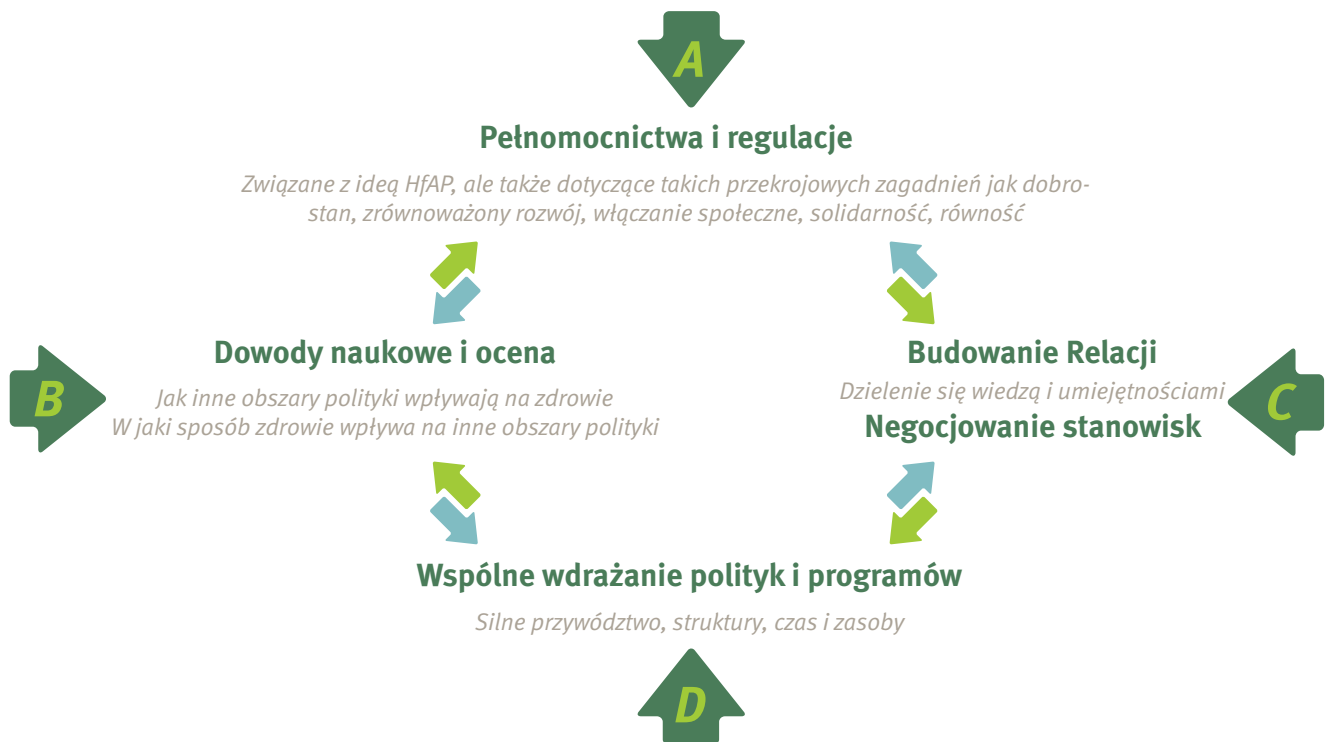 A
Pełnomocnictwa i regulacje
Związane z ideą HfAP, ale także dotyczące takich przekrojowych zagadnień jak dobro-
stan, zrównoważony rozwój, włączanie społeczne, solidarność, równość
B
Dowody naukowe i ocena
Jak inne obszary polityki wpływają na zdrowie
W jaki sposób zdrowie wpływa na inne obszary polityki
Budowanie Relacji
Dzielenie się wiedzą i umiejętnościami
Negocjowanie stanowisk
C
Wspólne wdrażanie polityk i programów
Silne przywództwo, struktury, czas i zasoby
D